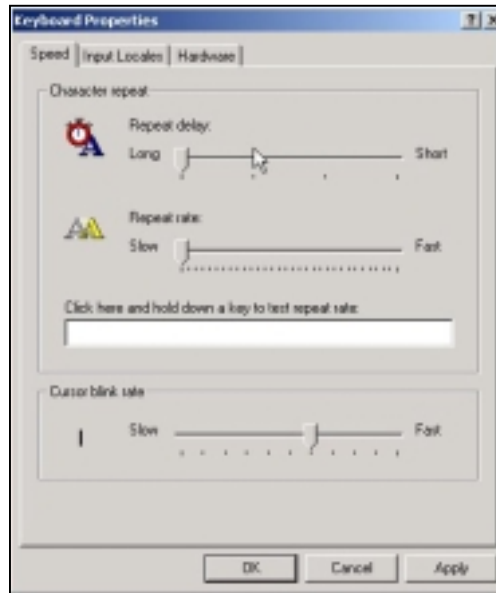 Keyboard Properties
Speed Input Locales Hardware
Character repeat
Repeat delay:
Long Short
Repeat rate:
Slow Fast
Click here and hold down a key to test repeat rate:
Cursor blink rate
Slow Fast
OK Cancel Apply